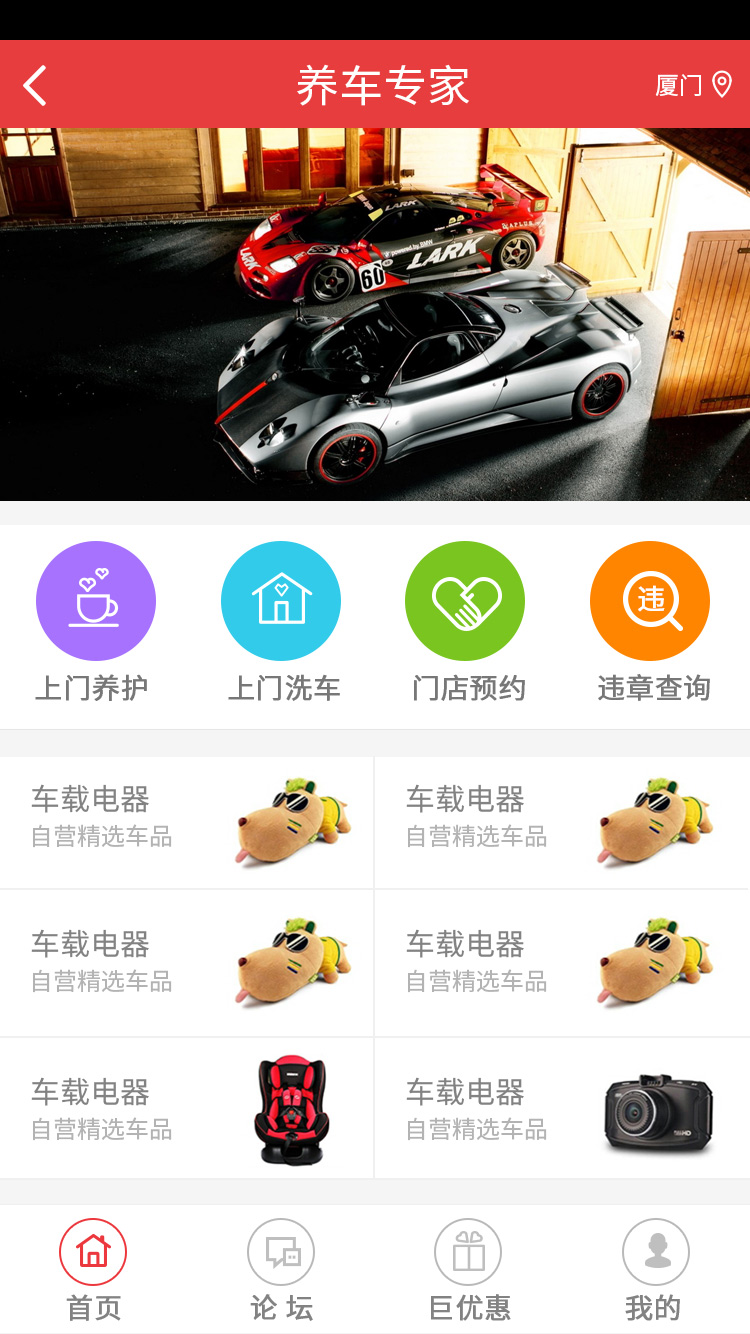 养车专家
厦门
LARK
powered by BMW
LARK
60
LARK
违
上门养护
上门洗车
门店预约
违章查询
车载电器
自营精选车品
车载电器
自营精选车品
车载电器
自营精选车品
车载电器
自营精选车品
车载电器
自营精选车品
车载电器
自营精选车品
首页
论坛
巨优惠
我的